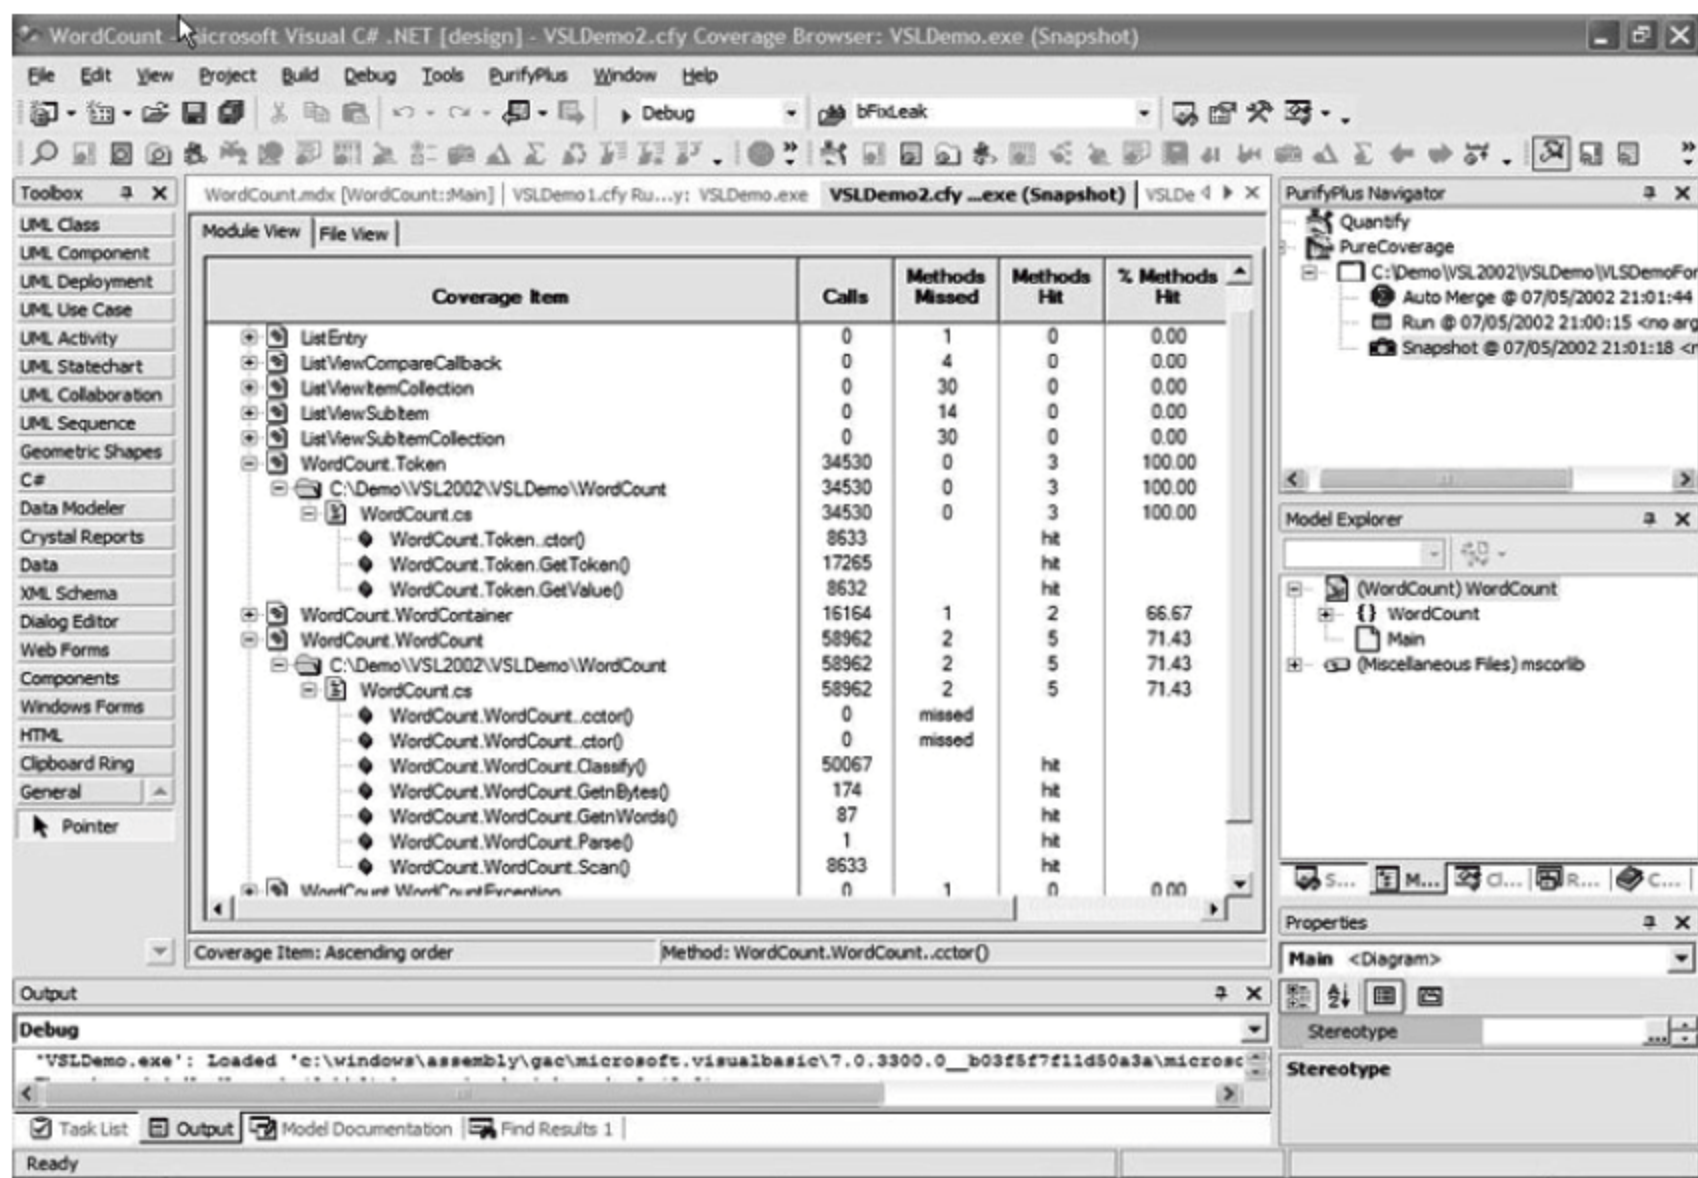 WordCount - Microsoft Visual C# .NET [design] - VSLDemo2.cfy Coverage Browser: VSLDemo.exe (Snapshot)
File Edit View Project Build Debug Tools PurifyPlus Window Help
Debug bFixLeak
Toolbox
UML Class
UML Component
UML Deployment
UML Use Case
UML Activity
UML Statechart
UML Collaboration
UML Sequence
Geometric Shapes
C#
Data Modeler
Crystal Reports
Data
XML Schema
Dialog Editor
Web Forms
Components
Windows Forms
HTML
Clipboard Ring
General
Pointer
WordCount.mdx [WordCount::Main] VSLDemo1.cfy Ru...y: VSLDemo.exe VSLDemo2.cfy ...exe (Snapshot) VSLDe
Module View File View
Coverage Item Calls Methods Missed Methods Hit % Methods Hit
ListEntry 0 1 0 0.00
ListViewCompareCallback 0 4 0 0.00
ListViewItemCollection 0 30 0 0.00
ListViewSubItem 0 14 0 0.00
ListViewSubItemCollection 0 30 0 0.00
WordCount.Token 34530 0 3 100.00
C:\Demo\VSL2002\VSLDemo\WordCount 34530 0 3 100.00
WordCount.cs 34530 0 3 100.00
WordCount.Token..ctor() 8633 hit
WordCount.Token.GetToken() 17265 hit
WordCount.Token.GetValue() 8632 hit
WordCount.WordContainer 16164 1 2 66.67
WordCount.WordCount 58962 2 5 71.43
C:\Demo\VSL2002\VSLDemo\WordCount 58962 2 5 71.43
WordCount.cs 58962 2 5 71.43
WordCount.WordCount..cctor() 0 missed
WordCount.WordCount..ctor() 0 missed
WordCount.WordCount.Classify() 50067 hit
WordCount.WordCount.GetnBytes() 174 hit
WordCount.WordCount.GetnWords() 87 hit
WordCount.WordCount.Parse() 1 hit
WordCount.WordCount.Scan() 8633 hit
WordCount.WordCountException 0 1 0 0.00
Coverage Item: Ascending order Method: WordCount.WordCount..cctor()
PurifyPlus Navigator
Quantify
PureCoverage
C:\Demo\VSL2002\VSLDemo\VLSDemoFor
Auto Merge @ 07/05/2002 21:01:44
Run @ 07/05/2002 21:00:15 <no arg
Snapshot @ 07/05/2002 21:01:18 <n
Model Explorer
(WordCount) WordCount
{} WordCount
Main
(Miscellaneous Files) mscorlib
S... M... Cl... R... C...
Properties
Main <Diagram>
Stereotype
Stereotype
Output
Debug
'VSLDemo.exe': Loaded 'c:\windows\assembly\gac\microsoft.visualbasic\7.0.3300.0__b03f5f7f11d50a3a\microso
Task List Output Model Documentation Find Results 1
Ready